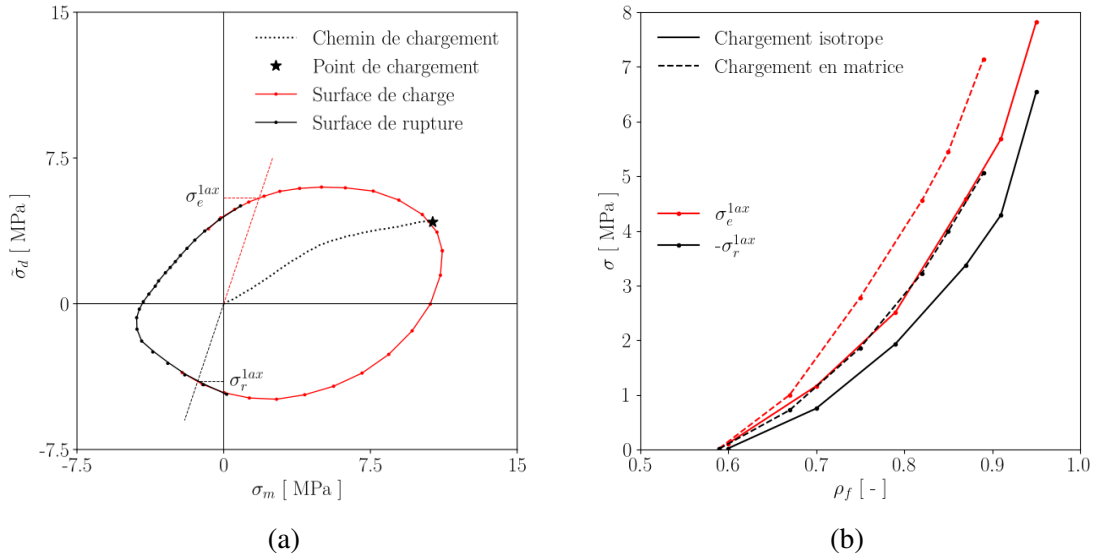 15
7.5
0
-7.5
-7.5
0
7.5
15
σ̃_d [ MPa ]
σ_m [ MPa ]
Chemin de chargement
Point de chargement
Surface de charge
Surface de rupture
σ_e^{1ax}
σ_r^{1ax}
(a)
8
7
6
5
4
3
2
1
0
0.5
0.6
0.7
0.8
0.9
1.0
σ [ MPa ]
ρ_f [ - ]
Chargement isotrope
Chargement en matrice
σ_e^{1ax}
-σ_r^{1ax}
(b)